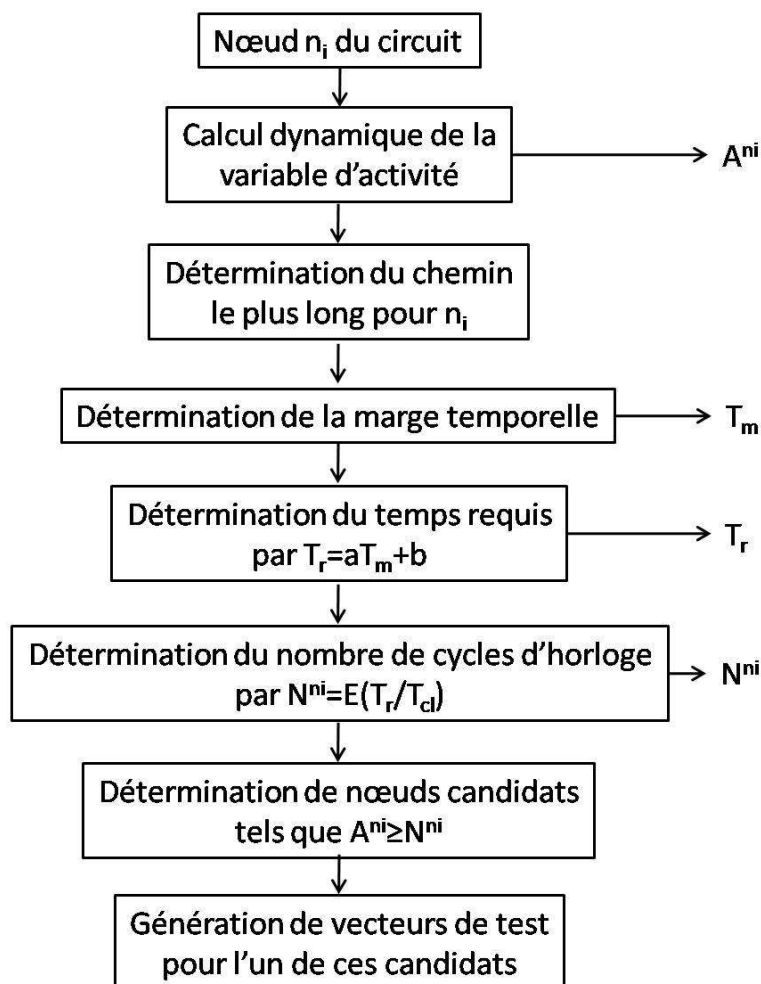 Nœud nᵢ du circuit
Calcul dynamique de la
variable d’activité
Aⁿⁱ
Détermination du chemin
le plus long pour nᵢ
Détermination de la marge temporelle
Tₘ
Détermination du temps requis
par Tᵣ=aTₘ+b
Tᵣ
Détermination du nombre de cycles d’horloge
par Nⁿⁱ=E(Tᵣ/T_cl)
Nⁿⁱ
Détermination de nœuds candidats
tels que Aⁿⁱ≥Nⁿⁱ
Génération de vecteurs de test
pour l’un de ces candidats